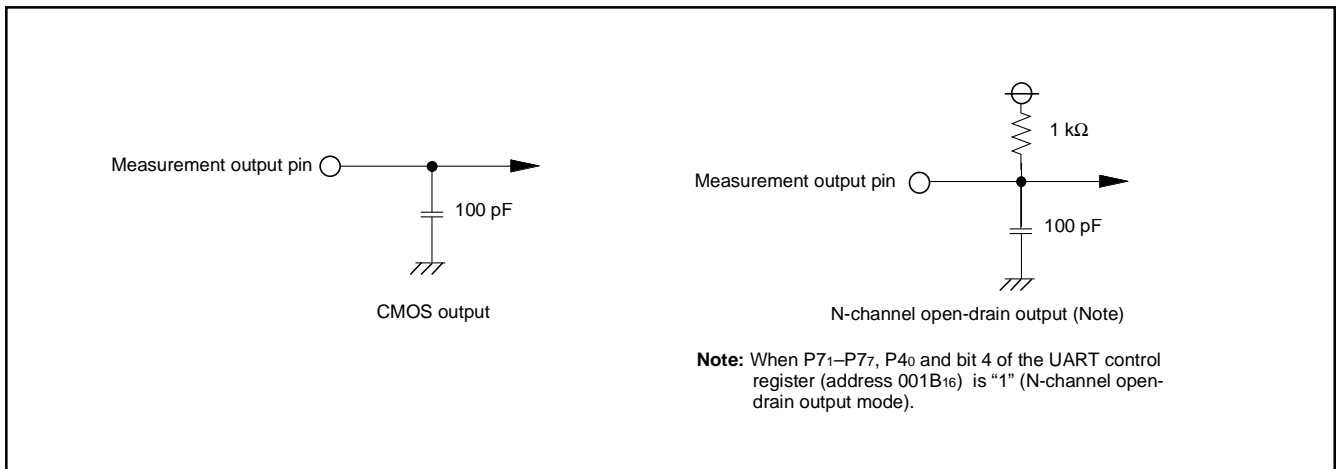 Measurement output pin
100 pF
CMOS output
1 kΩ
Measurement output pin
100 pF
N-channel open-drain output (Note)
Note: When P71–P77, P40 and bit 4 of the UART control
register (address 001B16) is “1” (N-channel open-
drain output mode).